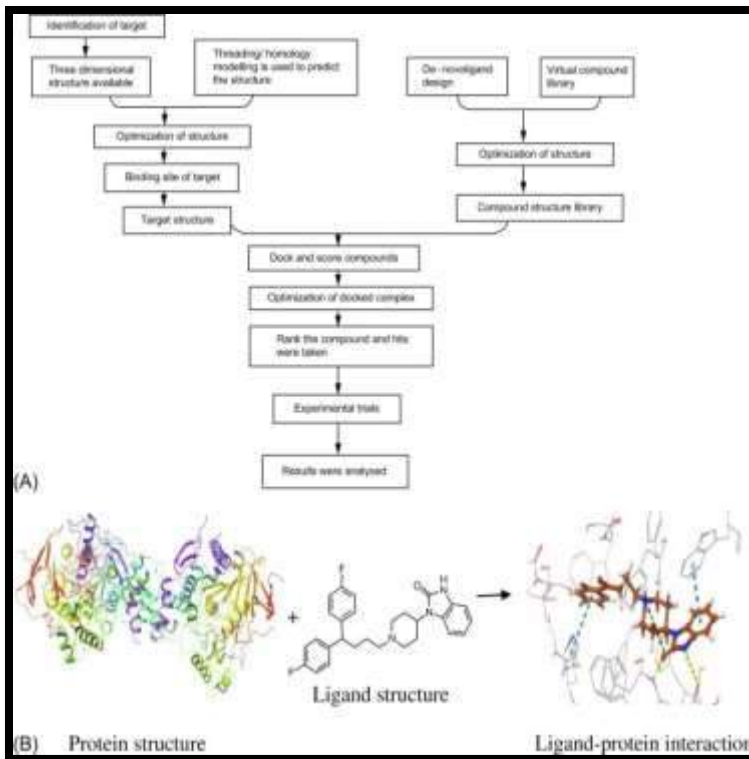 Identification of target
Three dimensional
structure available
Threading/ homology
modelling is used to predict
the structure
De- novoligand
design
Virtual compound
library
Optimization of structure
Optimization of structure
Binding site of target
Target structure
Compound structure library
Dock and score compounds
Optimization of docked complex
Rank the compound and hits
were taken
Experimental trials
Results were analysed
(A)
F
F
+
N
O
H
N
N
Ligand structure
(B) Protein structure
Ligand-protein interaction